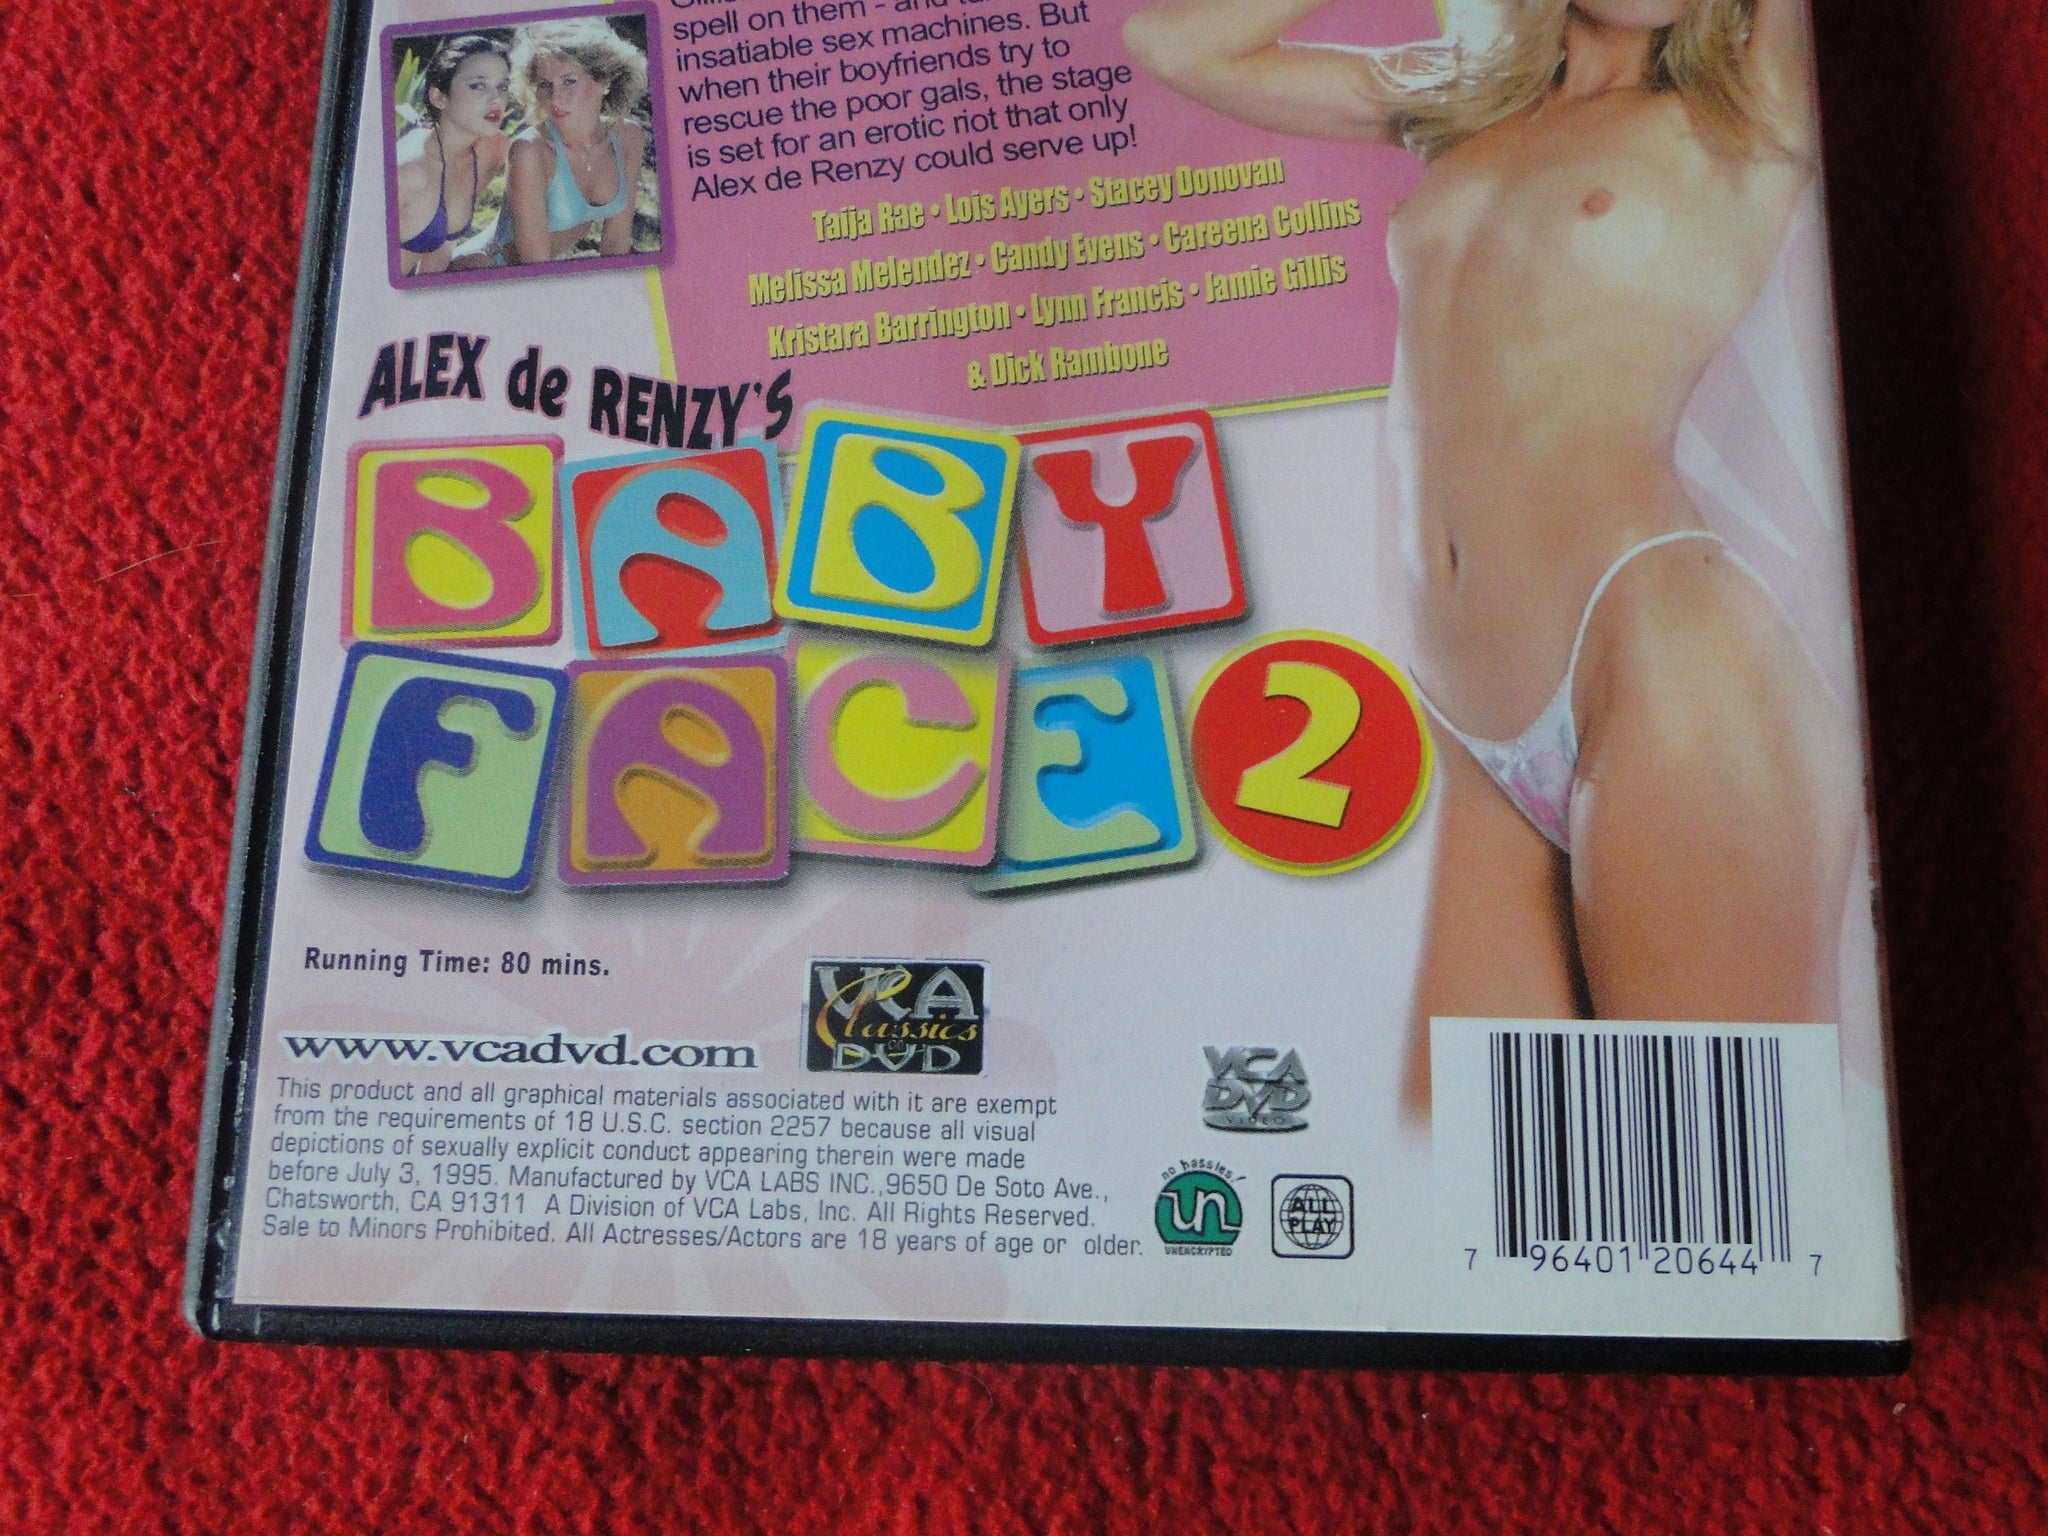 spell on them - and
insatiable sex machines. But
when their boyfriends try to
rescue the poor gals, the stage
is set for an erotic riot that only
Alex de Renzy could serve up!
Taija Rae • Lois Ayers • Stacey Donovan
Melissa Melendez • Candy Evens • Careena Collins
Kristara Barrington • Lynn Francis • Jamie Gillis
& Dick Rambone
ALEX de RENZY'S
BABY
FACE 2
Running Time: 80 mins.
VCA
Classics
on
DVD
www.vcadvd.com
This product and all graphical materials associated with it are exempt
from the requirements of 18 U.S.C. section 2257 because all visual
depictions of sexually explicit conduct appearing therein were made
before July 3, 1995. Manufactured by VCA LABS INC.,9650 De Soto Ave.,
Chatsworth, CA 91311 A Division of VCA Labs, Inc. All Rights Reserved.
Sale to Minors Prohibited. All Actresses/Actors are 18 years of age or older.
VCA
DVD
VIDEO
no hassles!
un
UNENCRYPTED
ALL
PLAY
7 96401 20644 7